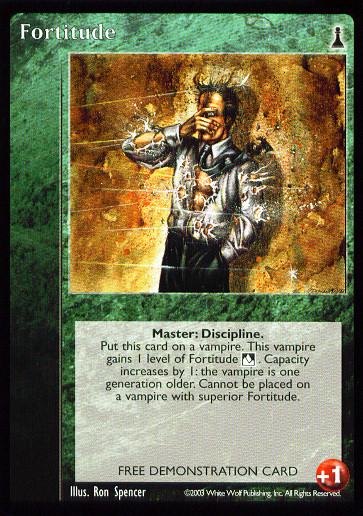 Fortitude
Master: Discipline.
Put this card on a vampire. This vampire
gains 1 level of Fortitude . Capacity
increases by 1: the vampire is one
generation older. Cannot be placed on
a vampire with superior Fortitude.
FREE DEMONSTRATION CARD
+1
Illus. Ron Spencer
©2003 White Wolf Publishing, Inc. All Rights Reserved.